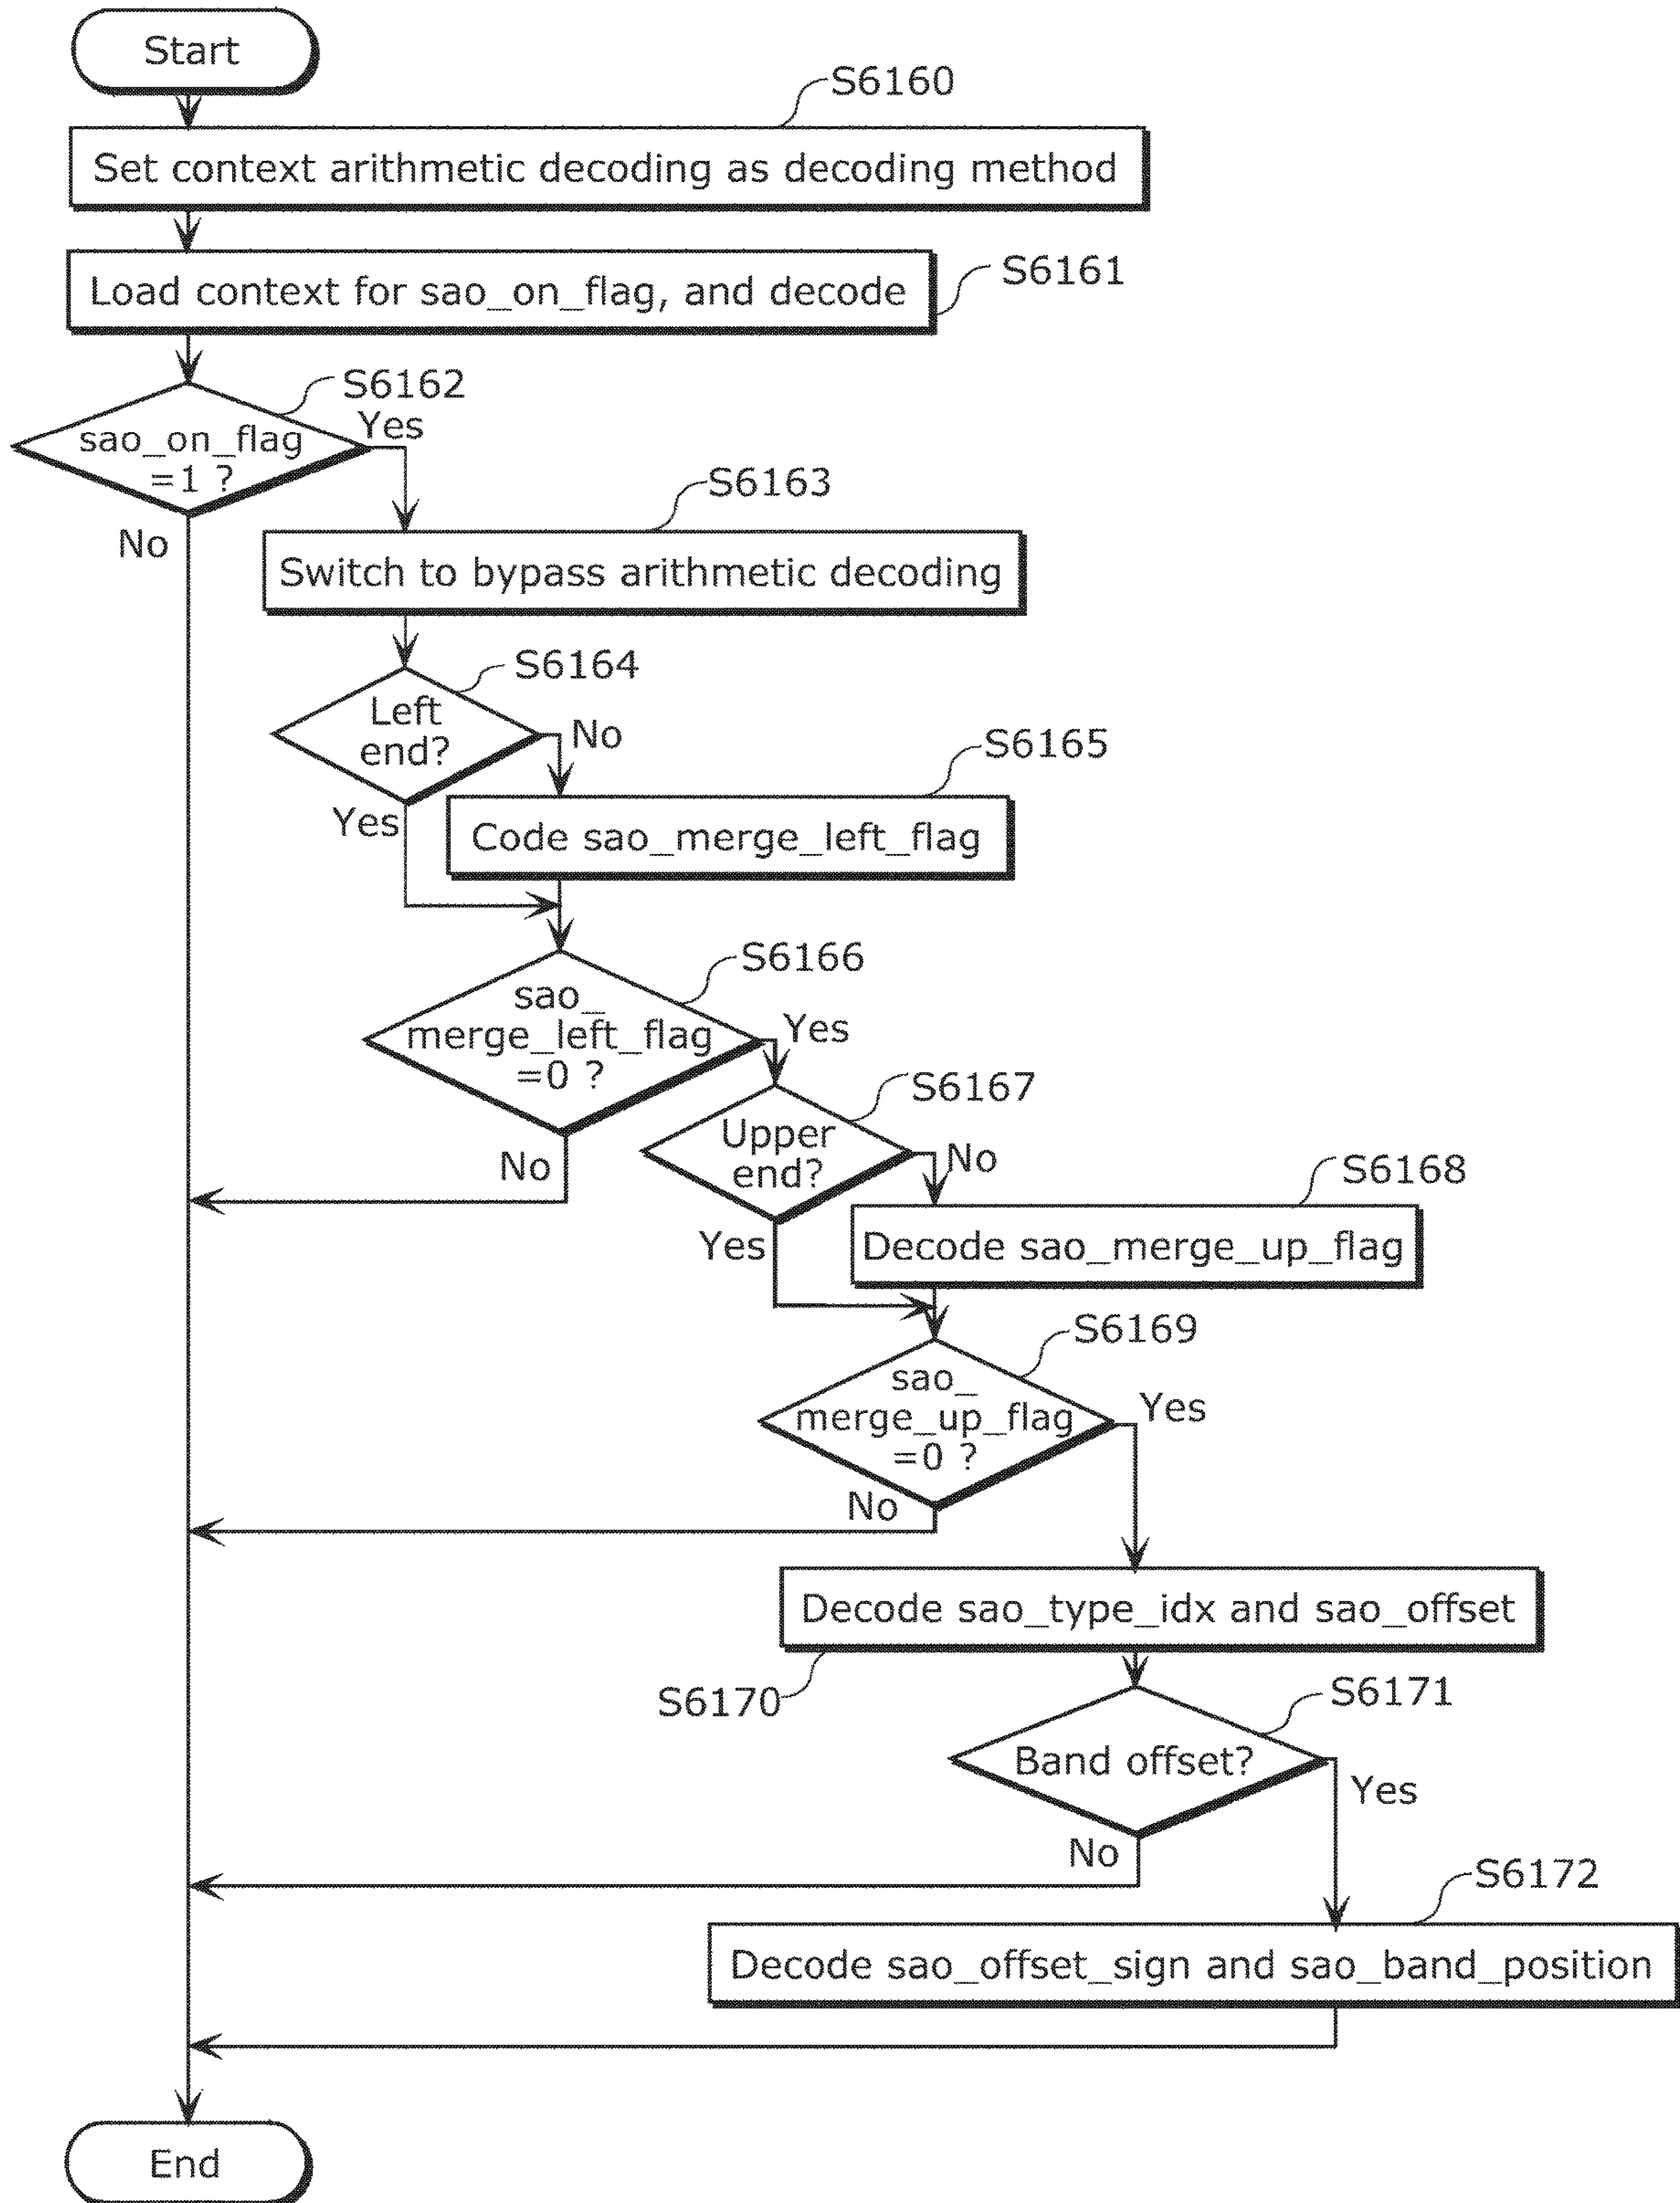 Start
S6160
Set context arithmetic decoding as decoding method
S6161
Load context for sao_on_flag, and decode
S6162
sao_on_flag
=1 ?
Yes
No
S6163
Switch to bypass arithmetic decoding
S6164
Left
end?
No
Yes
S6165
Code sao_merge_left_flag
S6166
sao_
merge_left_flag
=0 ?
Yes
No
S6167
Upper
end?
No
Yes
S6168
Decode sao_merge_up_flag
S6169
sao_
merge_up_flag
=0 ?
Yes
No
Decode sao_type_idx and sao_offset
S6170
S6171
Band offset?
Yes
No
S6172
Decode sao_offset_sign and sao_band_position
End